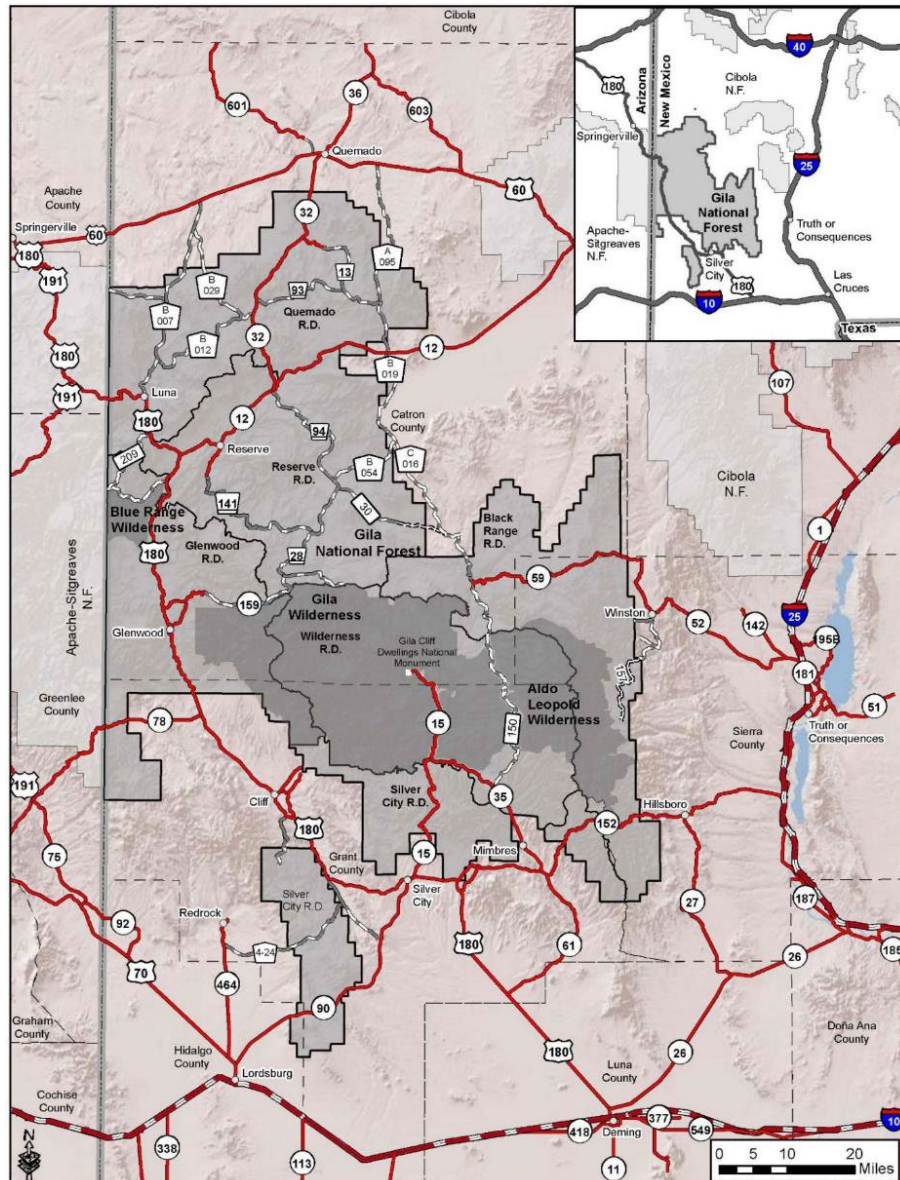 Cibola
County
601
36
603
Quemado
60
Apache
County
Springerville
60
180
191
32
A
095
13
93
B
029
B
007
Quemado
R.D.
B
012
32
12
B
019
180
191
Luna
180
12
Reserve
209
94
Catron
County
C
016
B
054
Reserve
R.D.
141
30
Blue Range
Wilderness
Glenwood
R.D.
180
28
Gila
National Forest
Black
Range
R.D.
Cibola
N.F.
107
1
Apache-Sitgreaves
N.F.
159
Glenwood
Gila
Wilderness
Wilderness
R.D.
Gila Cliff
Dwellings National
Monument
59
Winston
52
142
25
195B
181
51
Truth or
Consequences
157
Aldo
Leopold
Wilderness
150
15
Greenlee
County
78
Sierra
County
191
Cliff
180
Silver
City R.D.
35
152
Hillsboro
75
Grant
County
15
Mimbres
Silver
City
Silver
City R.D.
Redrock
92
70
464
4-24
180
61
27
187
26
185
90
Graham
County
Hidalgo
County
Lordsburg
180
26
Luna
County
Doña Ana
County
Cochise
County
338
113
418
Deming
377
549
11
10
N
0 5 10 20
Miles
40
180
Arizona
New Mexico
Cibola
N.F.
Springerville
25
Gila
National
Forest
Apache-
Sitgreaves
N.F.
Truth or
Consequences
Silver
City
180
Las
Cruces
10
Texas